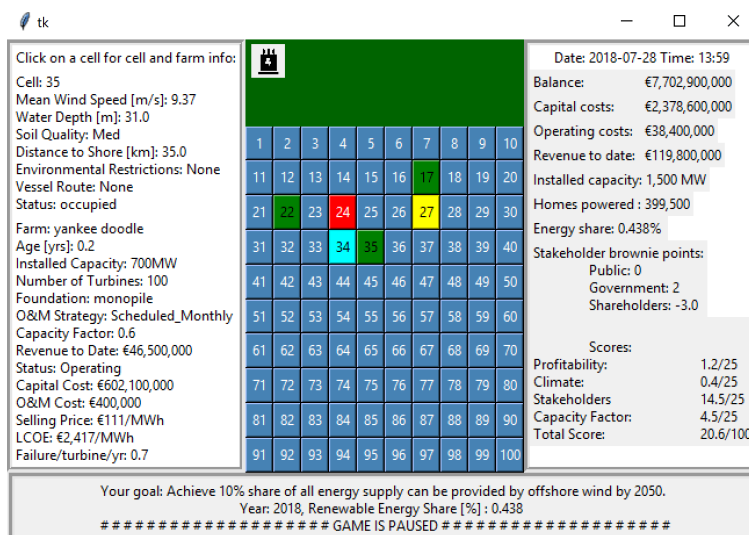 tk
Click on a cell for cell and farm info:
Cell: 35
Mean Wind Speed [m/s]: 9.37
Water Depth [m]: 31.0
Soil Quality: Med
Distance to Shore [km]: 35.0
Environmental Restrictions: None
Vessel Route: None
Status: occupied
Farm: yankee doodle
Age [yrs]: 0.2
Installed Capacity: 700MW
Number of Turbines: 100
Foundation: monopile
O&M Strategy: Scheduled_Monthly
Capacity Factor: 0.6
Revenue to Date: €46,500,000
Status: Operating
Capital Cost: €602,100,000
O&M Cost: €400,000
Selling Price: €111/MWh
LCOE: €2,417/MWh
Failure/turbine/yr: 0.7
1 2 3 4 5 6 7 8 9 10
11 12 13 14 15 16 17 18 19 20
21 22 23 24 25 26 27 28 29 30
31 32 33 34 35 36 37 38 39 40
41 42 43 44 45 46 47 48 49 50
51 52 53 54 55 56 57 58 59 60
61 62 63 64 65 66 67 68 69 70
71 72 73 74 75 76 77 78 79 80
81 82 83 84 85 86 87 88 89 90
91 92 93 94 95 96 97 98 99 100
Date: 2018-07-28 Time: 13:59
Balance: €7,702,900,000
Capital costs: €2,378,600,000
Operating costs: €38,400,000
Revenue to date: €119,800,000
Installed capacity: 1,500 MW
Homes powered : 399,500
Energy share: 0.438%
Stakeholder brownie points:
Public: 0
Government: 2
Shareholders: -3.0
Scores:
Profitability: 1.2/25
Climate: 0.4/25
Stakeholders 14.5/25
Capacity Factor: 4.5/25
Total Score: 20.6/100
Your goal: Achieve 10% share of all energy supply can be provided by offshore wind by 2050.
Year: 2018, Renewable Energy Share [%] : 0.438
# # # # # # # # # # # # # # # # # # # # GAME IS PAUSED # # # # # # # # # # # # # # # # # # # #